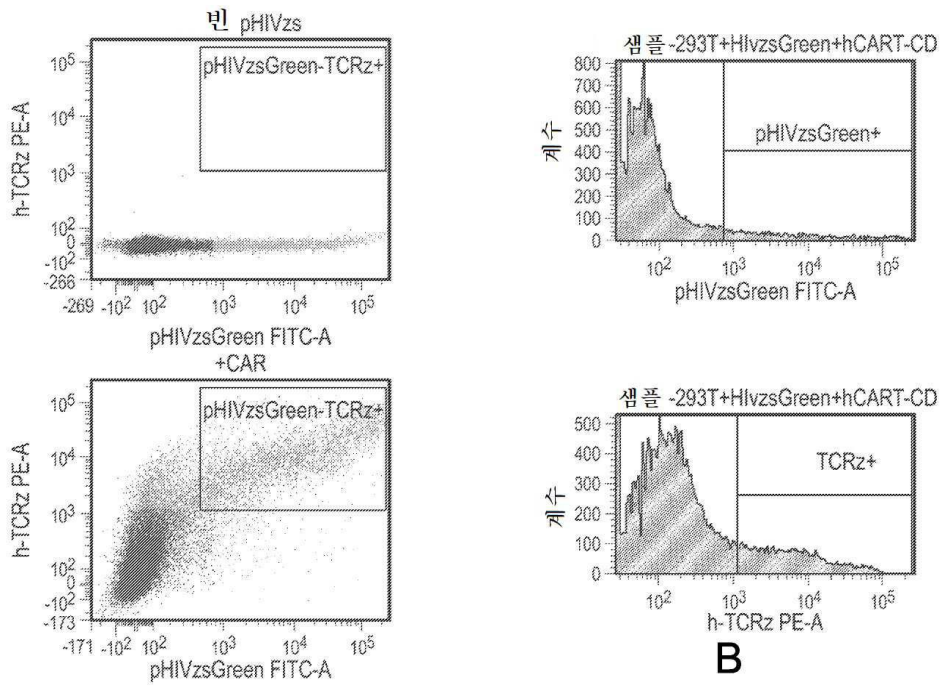 빈 pHIVzs
h-TCRz PE-A
10^5
10^4
10^3
10^2
0
-10^2
-266
pHIVzsGreen-TCRz+
-269 -10^2 10^2 10^3 10^4 10^5
pHIVzsGreen FITC-A
+CAR
h-TCRz PE-A
10^5
10^4
10^3
10^2
0
-10^2
-173
pHIVzsGreen-TCRz+
-171 -10^2 10^2 10^3 10^4 10^5
pHIVzsGreen FITC-A
샘플 -293T+HIvzsGreen+hCART-CD
계수
800
700
600
500
400
300
200
100
0
pHIVzsGreen+
10^2 10^3 10^4 10^5
pHIVzsGreen FITC-A
샘플 -293T+HIvzsGreen+hCART-CD
계수
500
400
300
200
100
0
TCRz+
10^2 10^3 10^4 10^5
h-TCRz PE-A
B